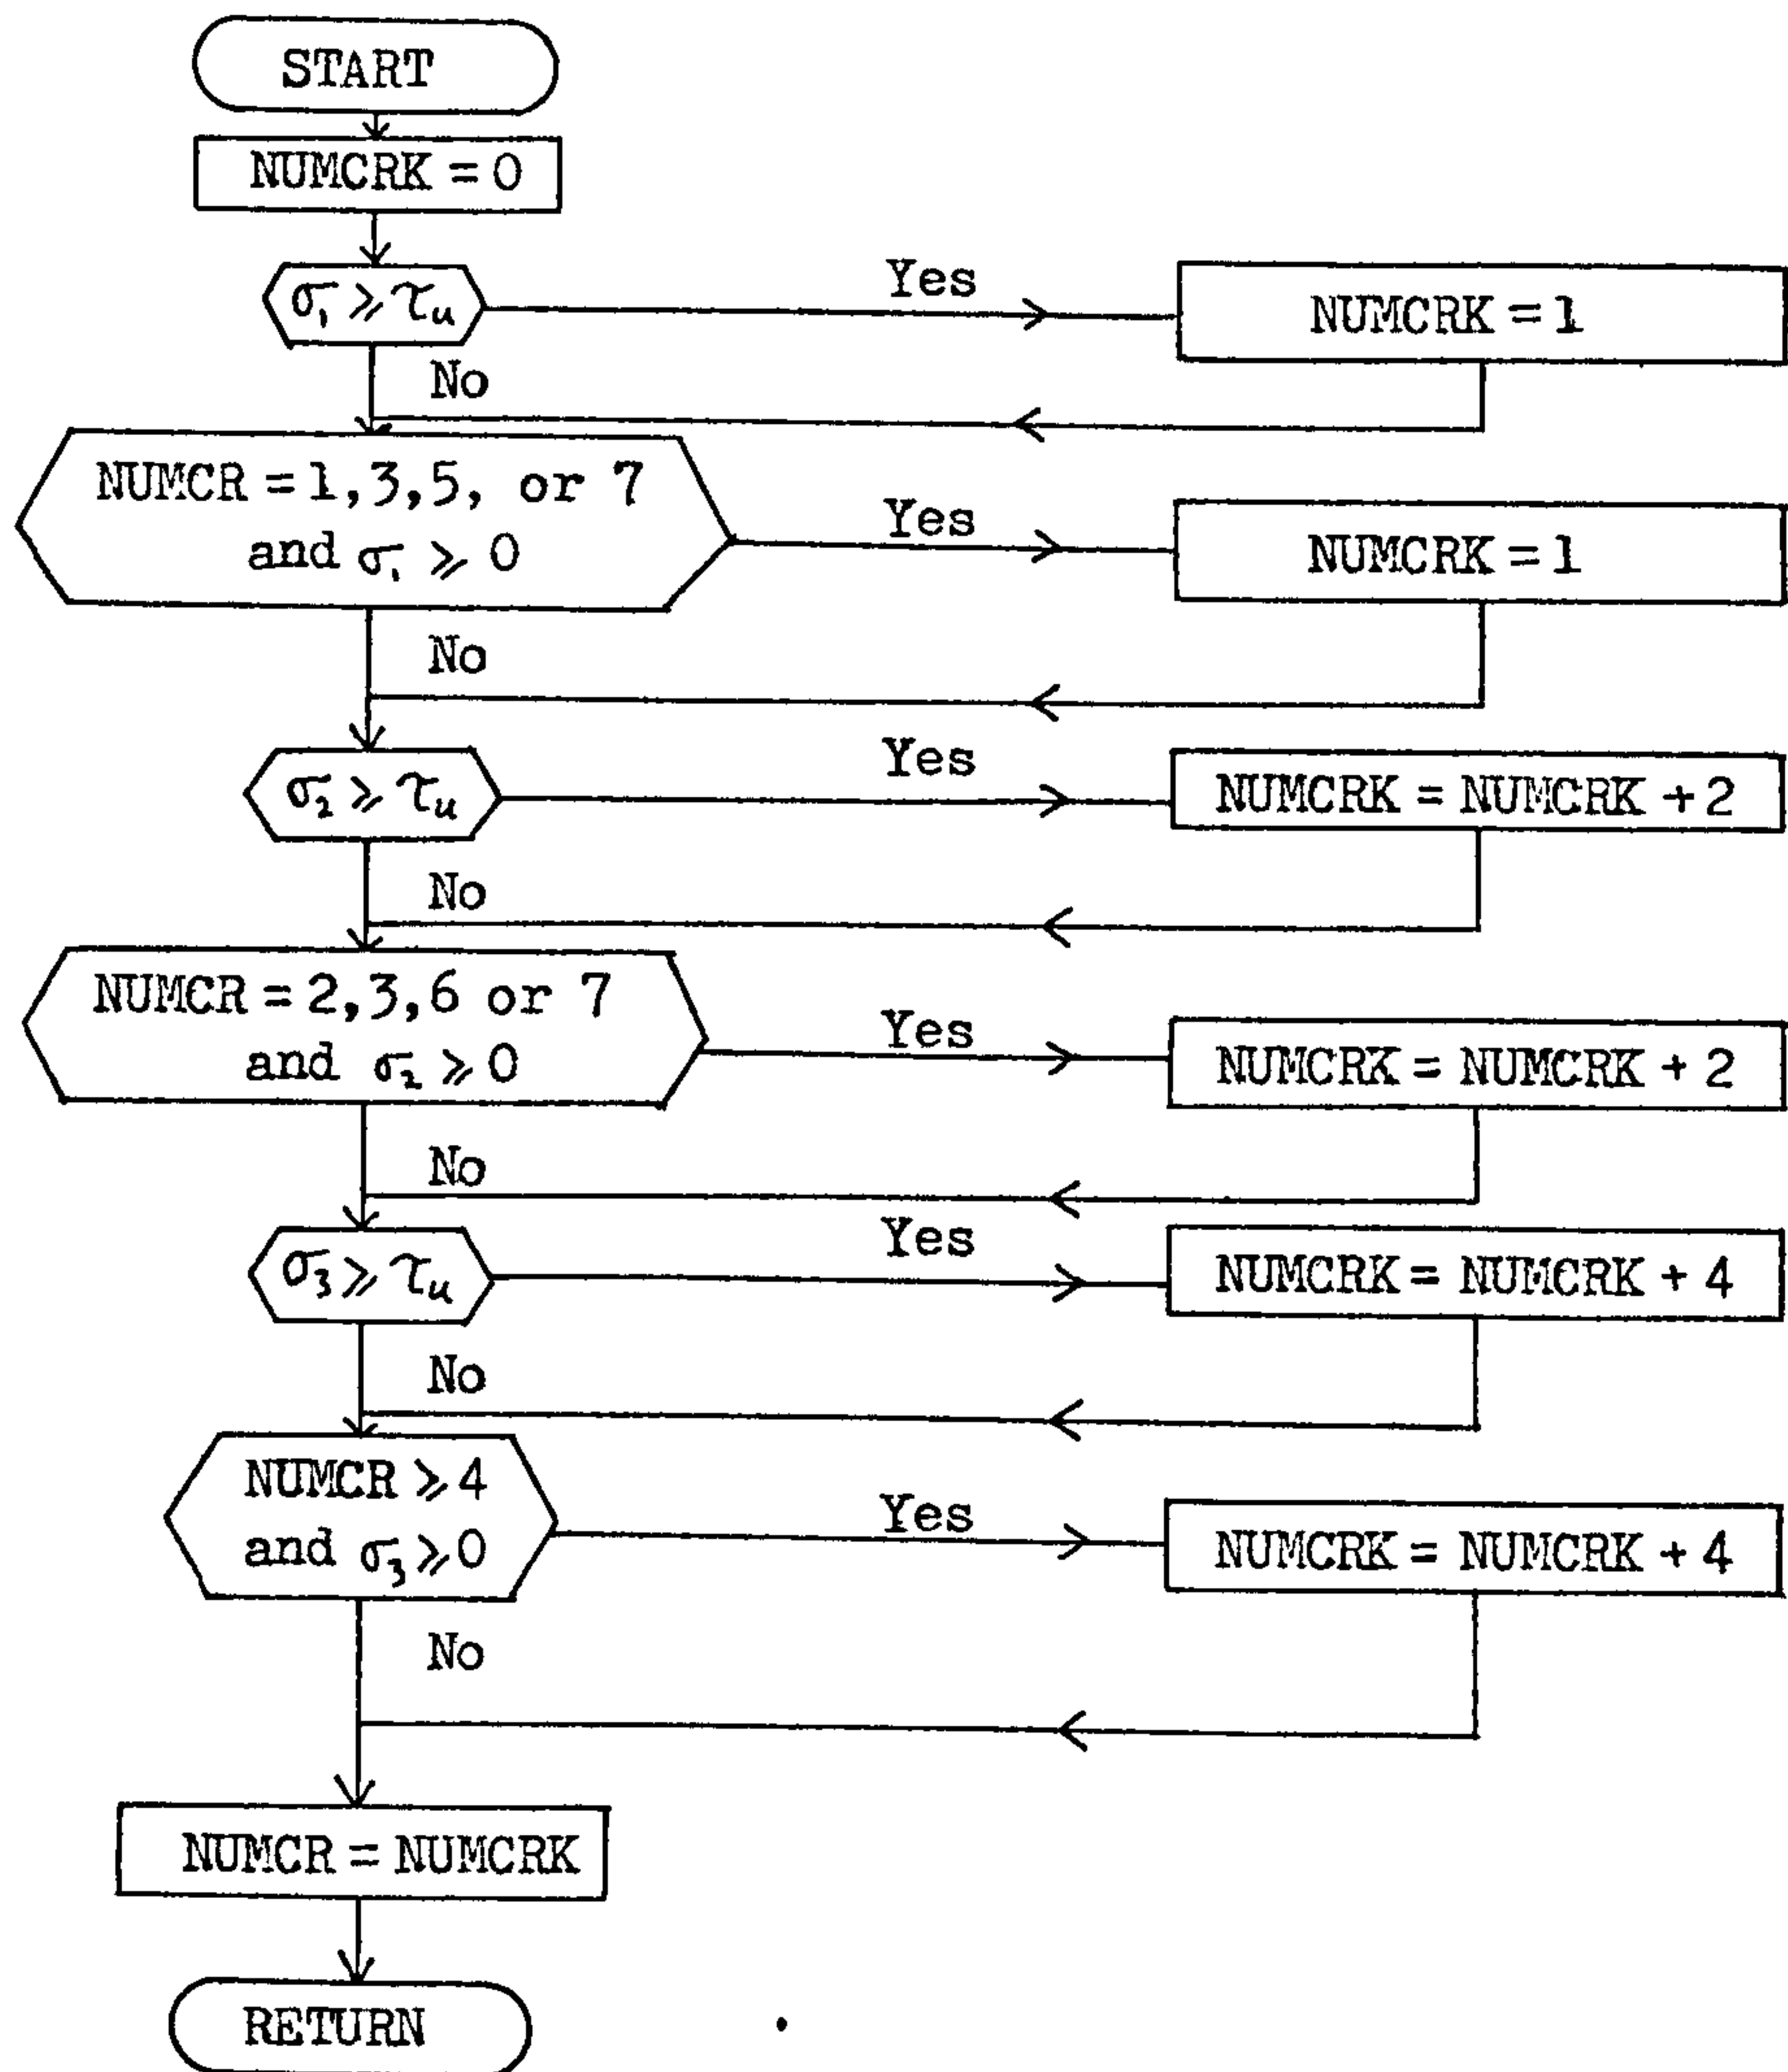 START
NUMCRK = 0
σ₁ ⩾ τᵤ
Yes
NUMCRK = 1
No
NUMCR = 1,3,5, or 7
and σ₁ ⩾ 0
Yes
NUMCRK = 1
No
σ₂ ⩾ τᵤ
Yes
NUMCRK = NUMCRK + 2
No
NUMCR = 2,3,6 or 7
and σ₂ ⩾ 0
Yes
NUMCRK = NUMCRK + 2
No
σ₃ ⩾ τᵤ
Yes
NUMCRK = NUMCRK + 4
No
NUMCR ⩾ 4
and σ₃ ⩾ 0
Yes
NUMCRK = NUMCRK + 4
No
NUMCR = NUMCRK
RETURN